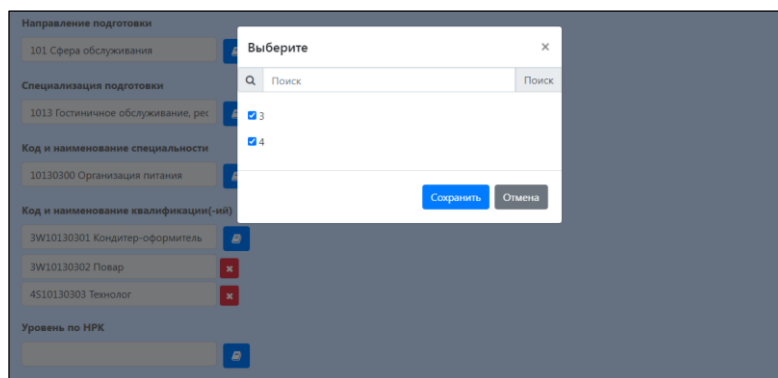 Направление подготовки
101 Сфера обслуживания
Специализация подготовки
1013 Гостиничное обслуживание, рес
Код и наименование специальности
10130300 Организация питания
Код и наименование квалификации(-ий)
3W10130301 Кондитер-оформитель
3W10130302 Повар
4S10130303 Технолог
Уровень по НРК
Выберите
Поиск Поиск
3
4
Сохранить Отмена